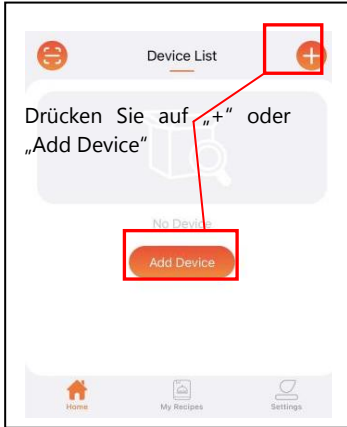 Device List
Drücken Sie auf „+“ oder
„Add Device“
No Device
Add Device
Home
My Recipes
Settings